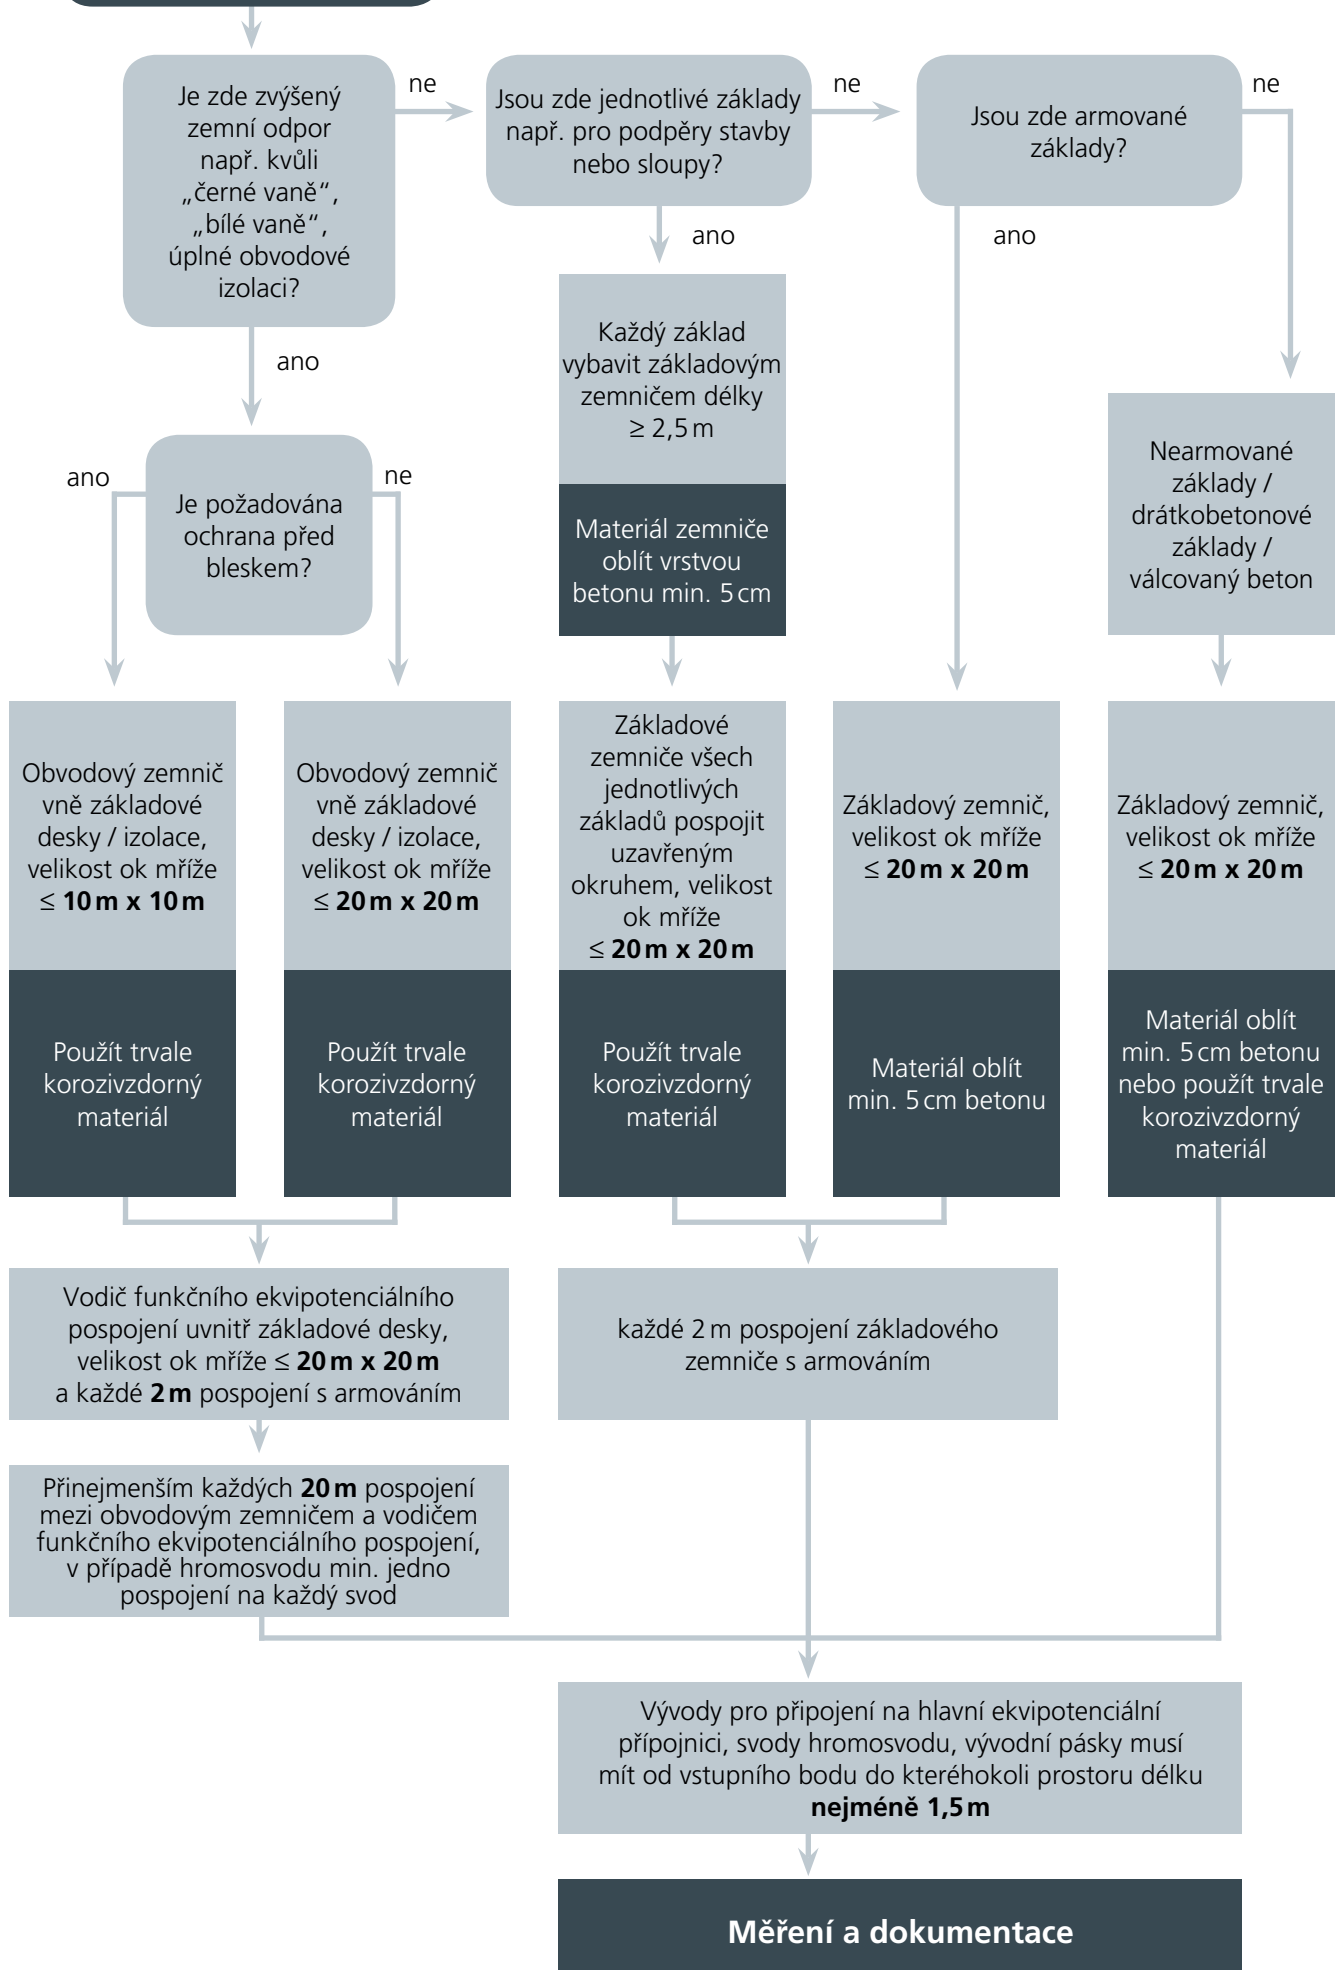 Je zde zvýšený
zemní odpor
např. kvůli
„černé vaně“,
„bílé vaně“,
úplné obvodové
izolaci?
ne
Jsou zde jednotlivé základy
např. pro podpěry stavby
nebo sloupy?
ne
Jsou zde armované
základy?
ne
ano
ano
ano
Každý základ
vybavit základovým
zemničem délky
≥ 2,5 m
Materiál zemniče
oblít vrstvou
betonu min. 5 cm
Nearmované
základy /
drátkobetonové
základy /
válcovaný beton
ano
Je požadována
ochrana před
bleskem?
ne
Obvodový zemnič
vně základové
desky / izolace,
velikost ok mříže
≤ 10 m x 10 m
Použít trvale
korozivzdorný
materiál
Obvodový zemnič
vně základové
desky / izolace,
velikost ok mříže
≤ 20 m x 20 m
Použít trvale
korozivzdorný
materiál
Základové
zemniče všech
jednotlivých
základů pospojit
uzavřeným
okruhem, velikost
ok mříže
≤ 20 m x 20 m
Použít trvale
korozivzdorný
materiál
Základový zemnič,
velikost ok mříže
≤ 20 m x 20 m
Materiál oblít
min. 5 cm betonu
Základový zemnič,
velikost ok mříže
≤ 20 m x 20 m
Materiál oblít
min. 5 cm betonu
nebo použít trvale
korozivzdorný
materiál
Vodič funkčního ekvipotenciálního
pospojení uvnitř základové desky,
velikost ok mříže ≤ 20 m x 20 m
a každé 2 m pospojení s armováním
každé 2 m pospojení základového
zemniče s armováním
Přinejmenším každých 20 m pospojení
mezi obvodovým zemničem a vodičem
funkčního ekvipotenciálního pospojení,
v případě hromosvodu min. jedno
pospojení na každý svod
Vývody pro připojení na hlavní ekvipotenciální
přípojnici, svody hromosvodu, vývodní pásky musí
mít od vstupního bodu do kteréhokoli prostoru délku
nejméně 1,5 m
Měření a dokumentace